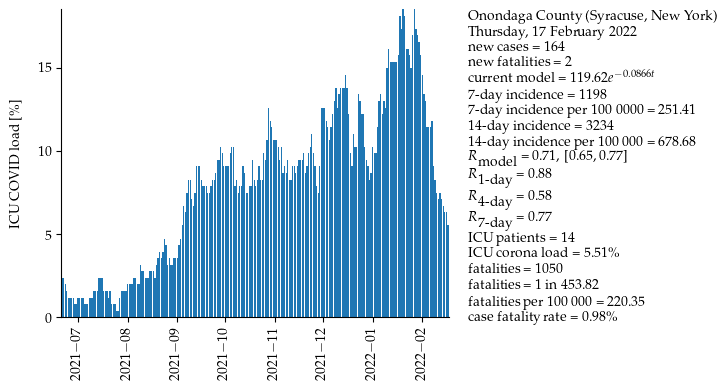 Onondaga County (Syracuse, New York)
Thursday, 17 February 2022
new cases = 164
new fatalities = 2
current model = 119.62e^{−0.0866t}
7-day incidence = 1198
7-day incidence per 100 0000 = 251.41
14-day incidence = 3234
14-day incidence per 100 000 = 678.68
R_model = 0.71, [0.65, 0.77]
R_1-day = 0.88
R_4-day = 0.58
R_7-day = 0.77
ICU patients = 14
ICU corona load = 5.51%
fatalities = 1050
fatalities = 1 in 453.82
fatalities per 100 000 = 220.35
case fatality rate = 0.98%
ICU COVID load [%]
15
10
5
0
2021−07
2021−08
2021−09
2021−10
2021−11
2021−12
2022−01
2022−02